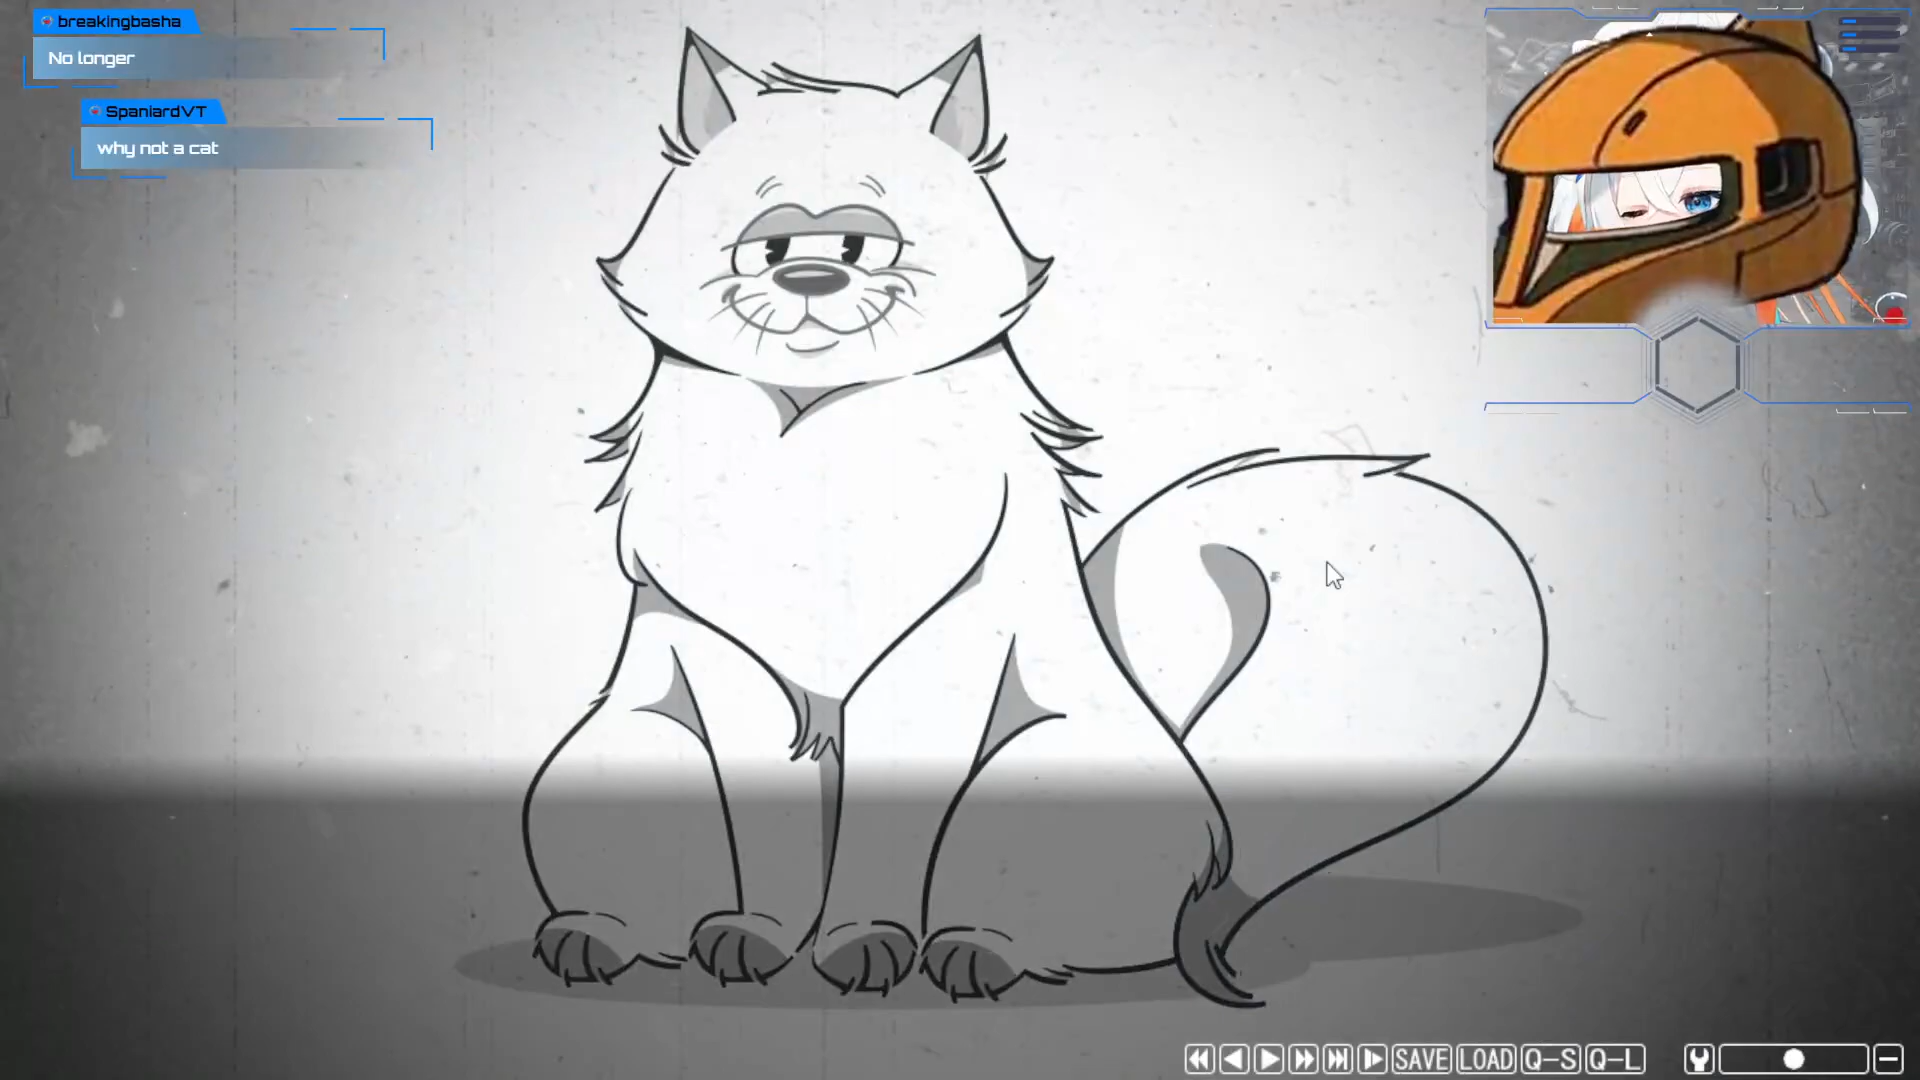 breakingbasha
No longer
SpaniardVT
why not a cat
SAVE LOAD Q-S Q-L